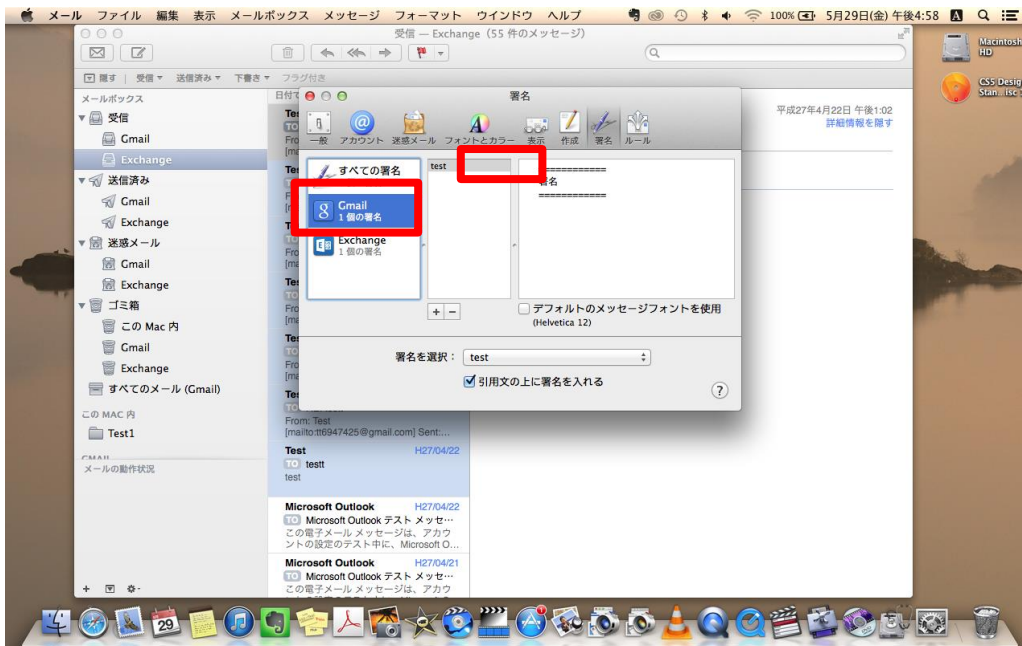 メール ファイル 編集 表示 メールボックス メッセージ フォーマット ウインドウ ヘルプ
100% 5月29日(金) 午後4:58
受信 — Exchange (55 件のメッセージ)
隠す 受信 送信済み 下書き フラグ付き
Macintosh HD
メールボックス
受信
Gmail
Exchange
送信済み
Gmail
Exchange
迷惑メール
Gmail
Exchange
ゴミ箱
この Mac 内
Gmail
Exchange
すべてのメール (Gmail)
この MAC 内
Test1
メールの動作状況
署名
一般 アカウント 迷惑メール フォントとカラー 表示 作成 署名 ルール
すべての署名
Gmail
1 個の署名
Exchange
1 個の署名
test
============
署名
============
+ −
デフォルトのメッセージフォントを使用
(Helvetica 12)
署名を選択： test
引用文の上に署名を入れる
?
平成27年4月22日 午後1:02
詳細情報を隠す
From: Test
[mailto:tt6947425@gmail.com] Sent:…
Test H27/04/22
TO testt
test
Microsoft Outlook H27/04/22
TO Microsoft Outlook テスト メッセ…
この電子メール メッセージは、アカウ
ントの設定のテスト中に、Microsoft O…
Microsoft Outlook H27/04/21
TO Microsoft Outlook テスト メッセ…
この電子メール メッセージは、アカウ
29